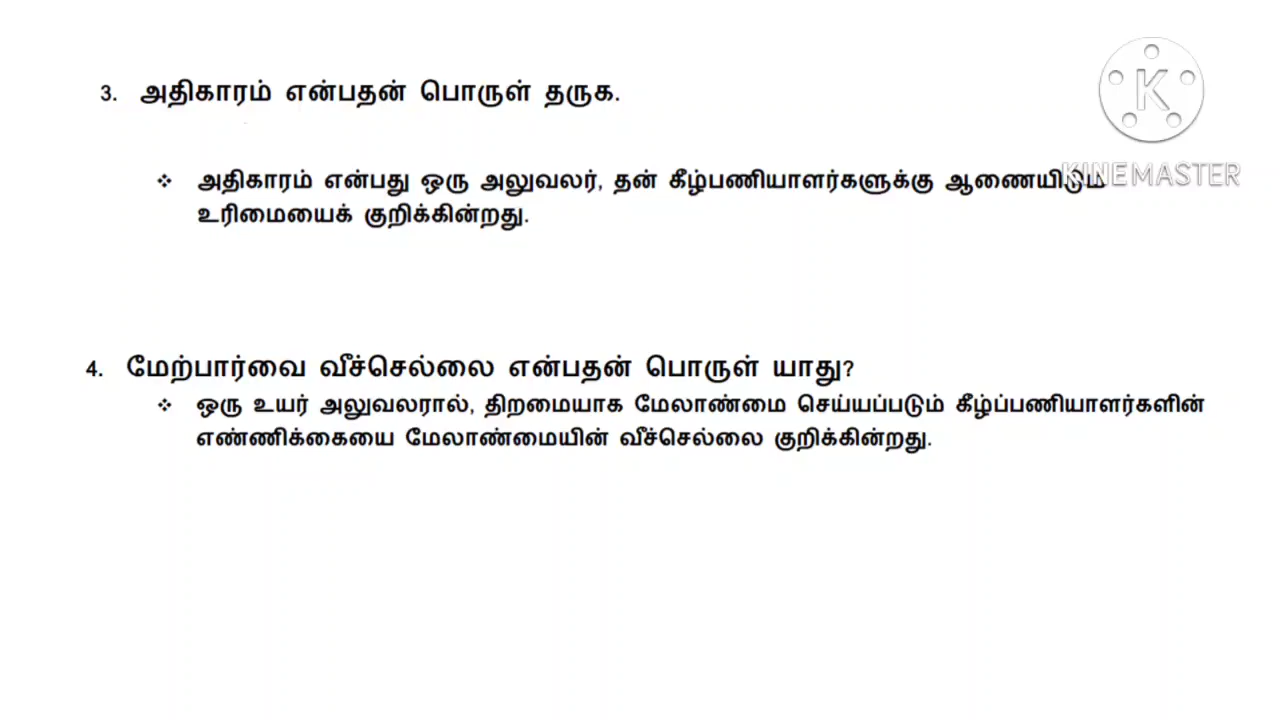 3. அதிகாரம் என்பதன் பொருள் தருக.
❖ அதிகாரம் என்பது ஒரு அலுவலர், தன் கீழ்பணியாளர்களுக்கு ஆணையிடும்
உரிமையைக் குறிக்கின்றது.
4. மேற்பார்வை வீச்செல்லை என்பதன் பொருள் யாது?
❖ ஒரு உயர் அலுவலரால், திறமையாக மேலாண்மை செய்யப்படும் கீழ்ப்பணியாளர்களின்
எண்ணிக்கையை மேலாண்மையின் வீச்செல்லை குறிக்கின்றது.
K
KINEMASTER